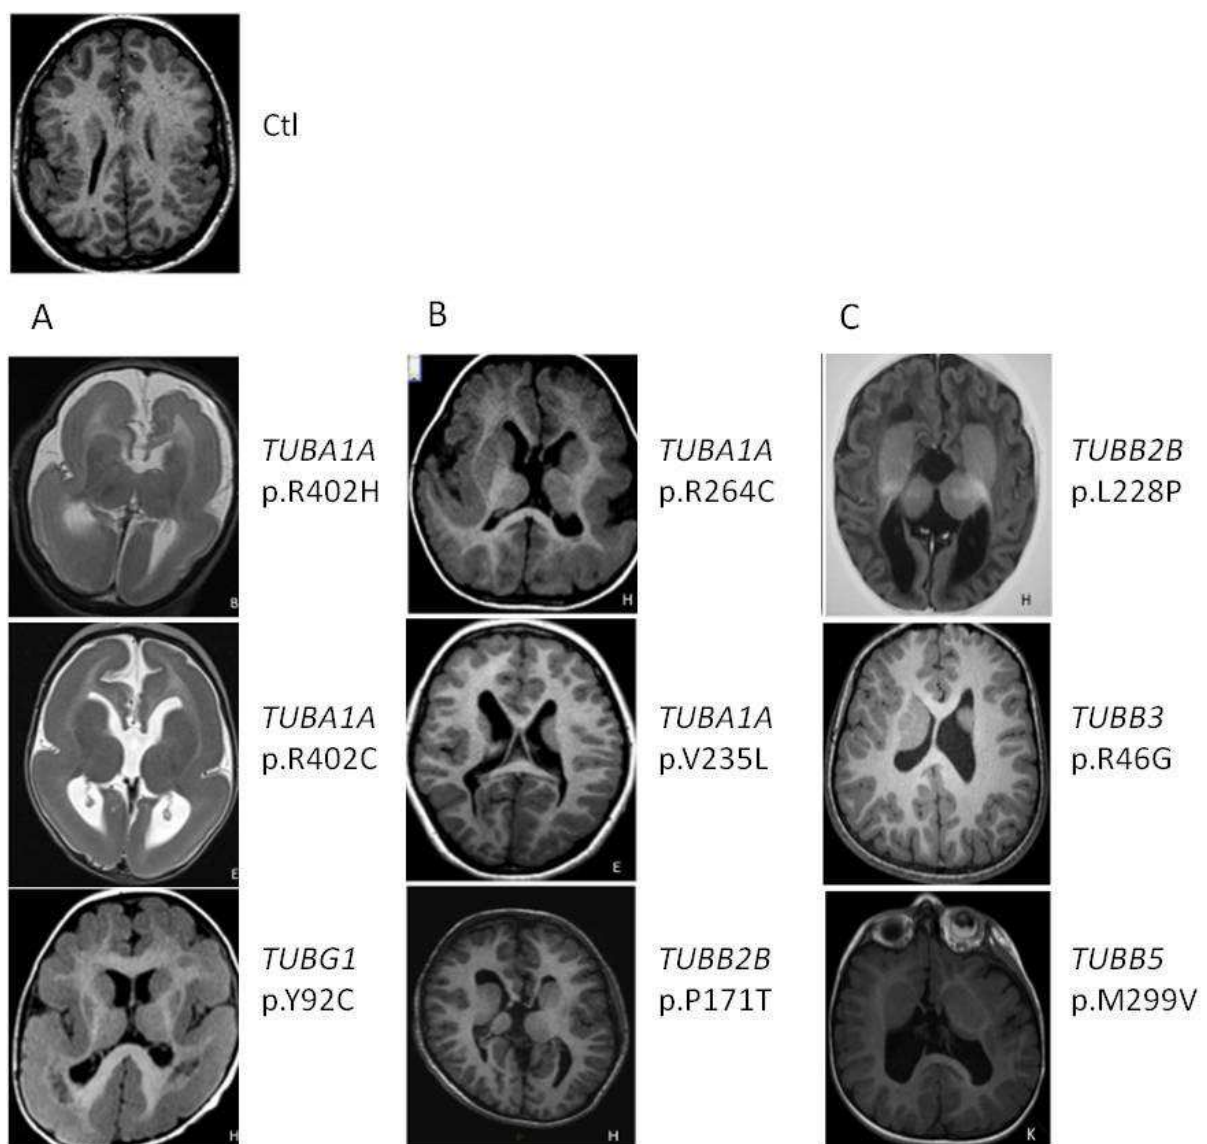 Ctl
A
B
C
TUBA1A
p.R402H
B
TUBA1A
p.R264C
H
TUBB2B
p.L228P
H
TUBA1A
p.R402C
E
TUBA1A
p.V235L
E
TUBB3
p.R46G
TUBG1
p.Y92C
H
TUBB2B
p.P171T
H
TUBB5
p.M299V
K